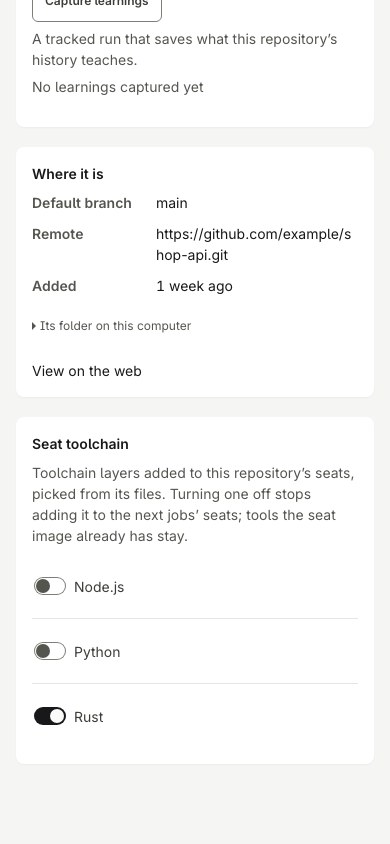 Capture learnings
A tracked run that saves what this repository’s
history teaches.
No learnings captured yet
Where it is
Default branch main
Remote https://github.com/example/s
hop-api.git
Added 1 week ago
Its folder on this computer
View on the web
Seat toolchain
Toolchain layers added to this repository’s seats,
picked from its files. Turning one off stops
adding it to the next jobs’ seats; tools the seat
image already has stay.
Node.js
Python
Rust